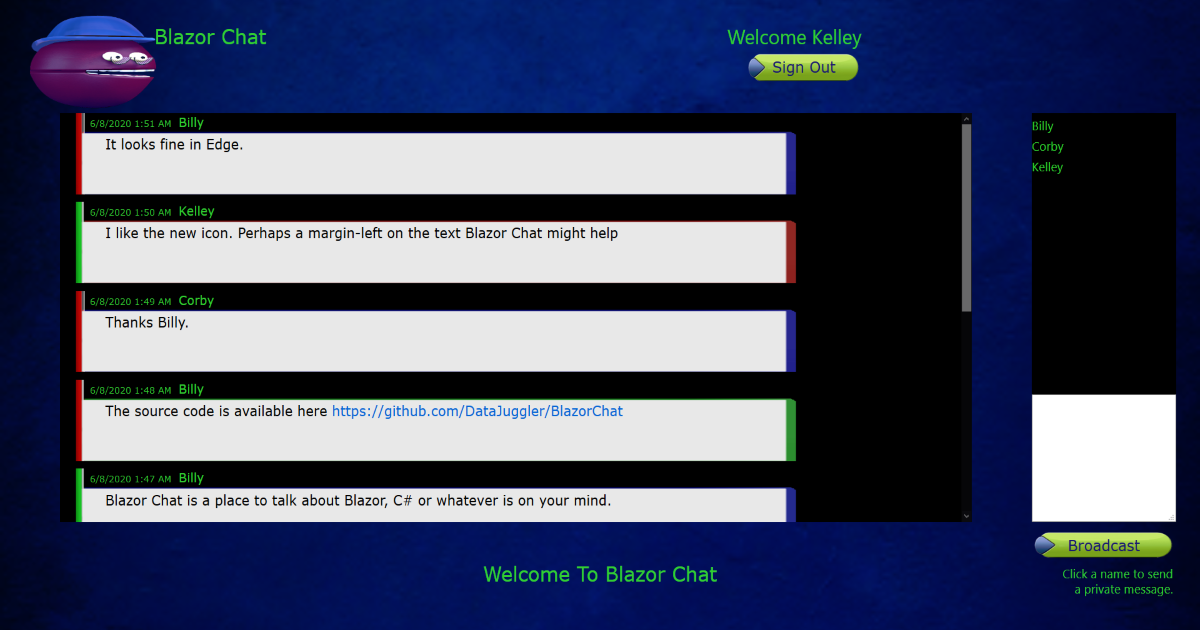 Blazor Chat
Welcome Kelley
Sign Out
6/8/2020 1:51 AM Billy
It looks fine in Edge.
6/8/2020 1:50 AM Kelley
I like the new icon. Perhaps a margin-left on the text Blazor Chat might help
6/8/2020 1:49 AM Corby
Thanks Billy.
6/8/2020 1:48 AM Billy
The source code is available here https://github.com/DataJuggler/BlazorChat
6/8/2020 1:47 AM Billy
Blazor Chat is a place to talk about Blazor, C# or whatever is on your mind.
Billy
Corby
Kelley
Broadcast
Click a name to send
a private message.
Welcome To Blazor Chat